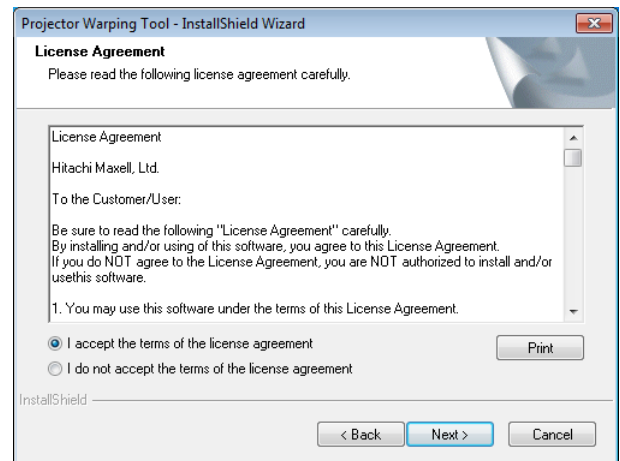 Projector Warping Tool - InstallShield Wizard
License Agreement
Please read the following license agreement carefully.
License Agreement
Hitachi Maxell, Ltd.
To the Customer/User:
Be sure to read the following "License Agreement" carefully.
By installing and/or using of this software, you agree to this License Agreement.
If you do NOT agree to the License Agreement, you are NOT authorized to install and/or
usethis software.
1. You may use this software under the terms of this License Agreement.
I accept the terms of the license agreement
Print
I do not accept the terms of the license agreement
InstallShield
< Back
Next >
Cancel